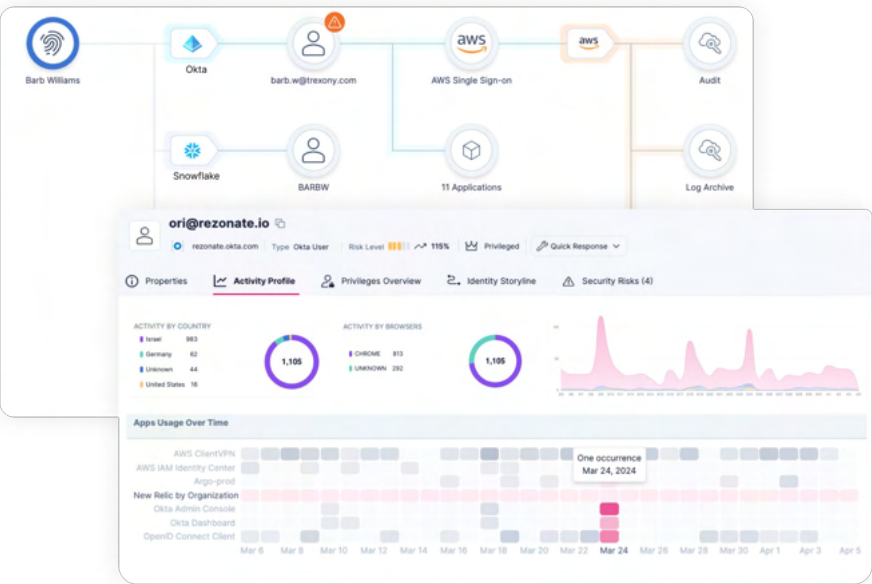 aws
aws
Barb Williams
Okta
barb.w@trexony.com
AWS Single Sign-on
Audit
Snowflake
BARBW
11 Applications
Log Archive
ori@rezonate.io
rezonate.okta.com Type Okta User Risk Level 115% Privileged Quick Response
Properties Activity Profile Privileges Overview Identity Storyline Security Risks (4)
ACTIVITY BY COUNTRY
Israel 983
Germany 62
Unknown 44
United States 16
1,105
ACTIVITY BY BROWSERS
CHROME 813
UNKNOWN 292
1,105
Apps Usage Over Time
AWS ClientVPN
AWS IAM Identity Center
Argo-prod
New Relic by Organization
Okta Admin Console
Okta Dashboard
OpenID Connect Client
One occurrence
Mar 24, 2024
Mar 6 Mar 8 Mar 10 Mar 12 Mar 14 Mar 16 Mar 18 Mar 20 Mar 22 Mar 24 Mar 26 Mar 28 Mar 30 Apr 1 Apr 3 Apr 5